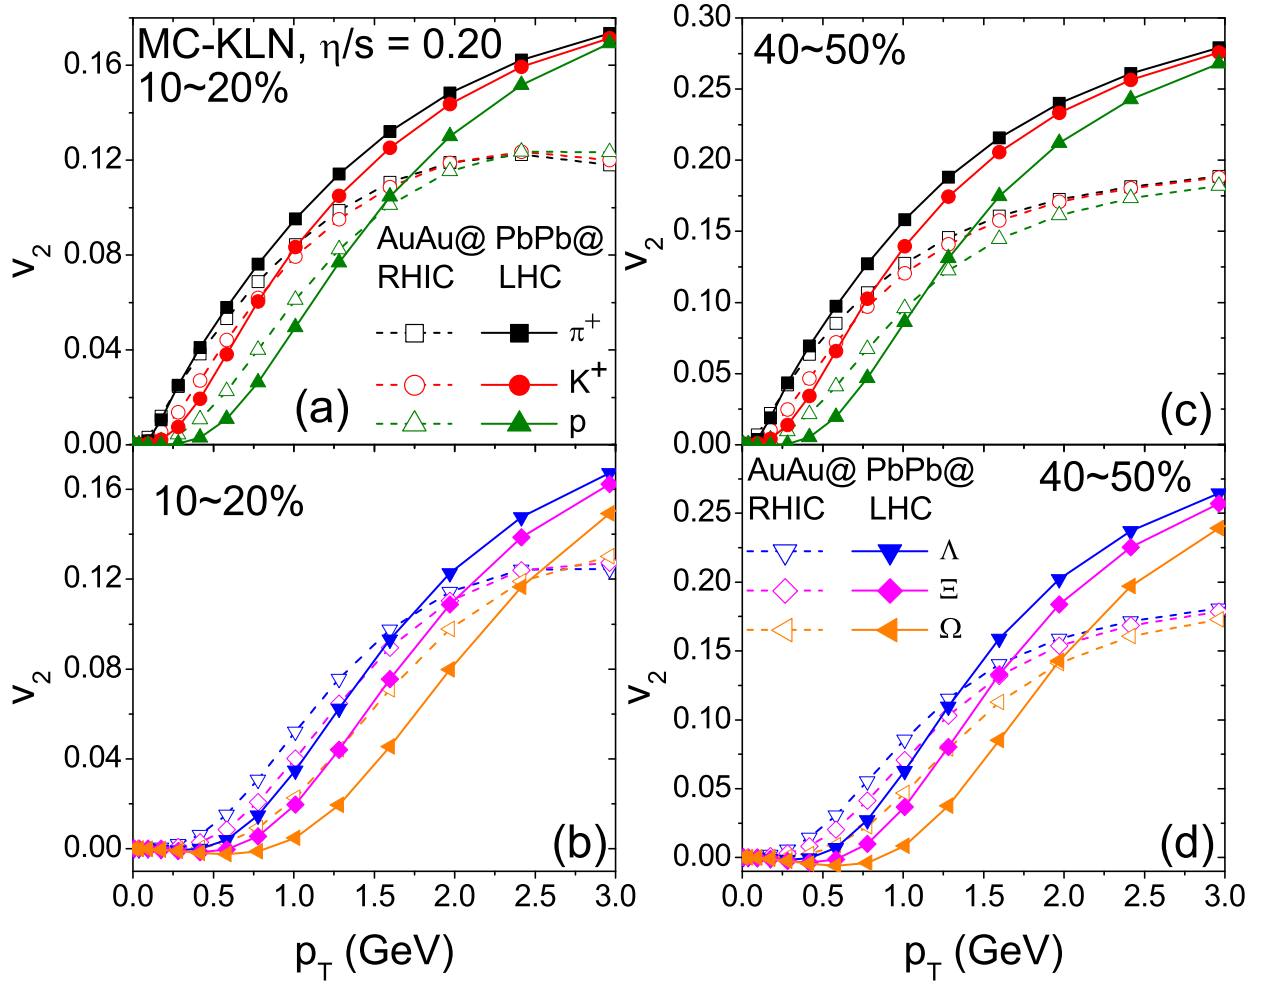 MC-KLN, η/s = 0.20
10~20%
0.16
0.12
0.08
0.04
0.00
v2
AuAu@ PbPb@
RHIC LHC
π+
K+
p
(a)
40~50%
0.30
0.25
0.20
0.15
0.10
0.05
0.00
v2
(c)
10~20%
0.16
0.12
0.08
0.04
0.00
v2
(b)
0.0 0.5 1.0 1.5 2.0 2.5 3.0
pT (GeV)
AuAu@ PbPb@
RHIC LHC
40~50%
Λ
Ξ
Ω
0.25
0.20
0.15
0.10
0.05
0.00
v2
(d)
0.0 0.5 1.0 1.5 2.0 2.5 3.0
pT (GeV)